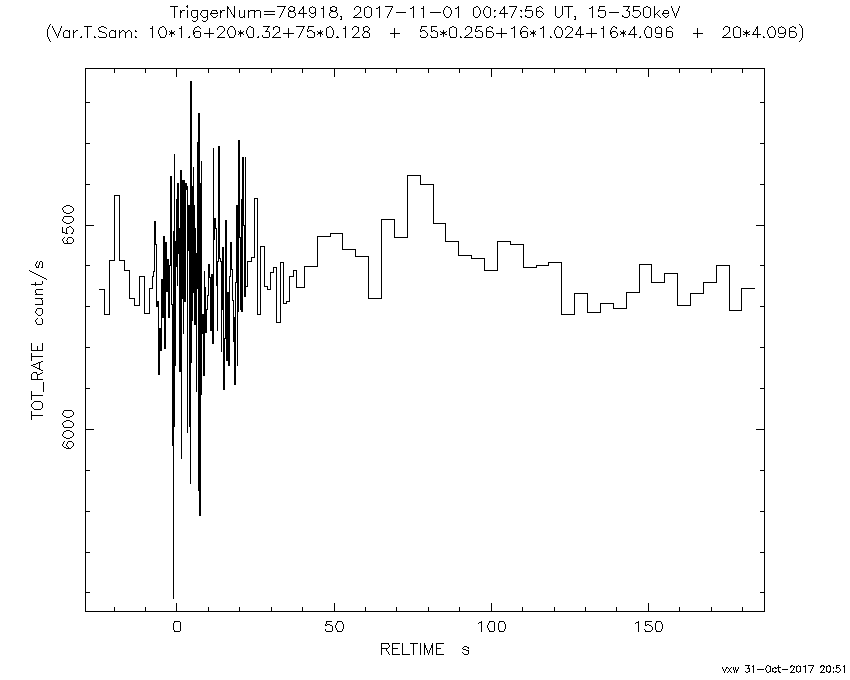 TriggerNum=784918, 2017-11-01 00:47:56 UT, 15-350keV
(Var.T.Sam: 10*1.6+20*0.32+75*0.128 + 55*0.256+16*1.024+16*4.096 + 20*4.096)
TOT_RATE count/s
6500
6000
0 50 100 150
RELTIME s
vxw 31-Oct-2017 20:51